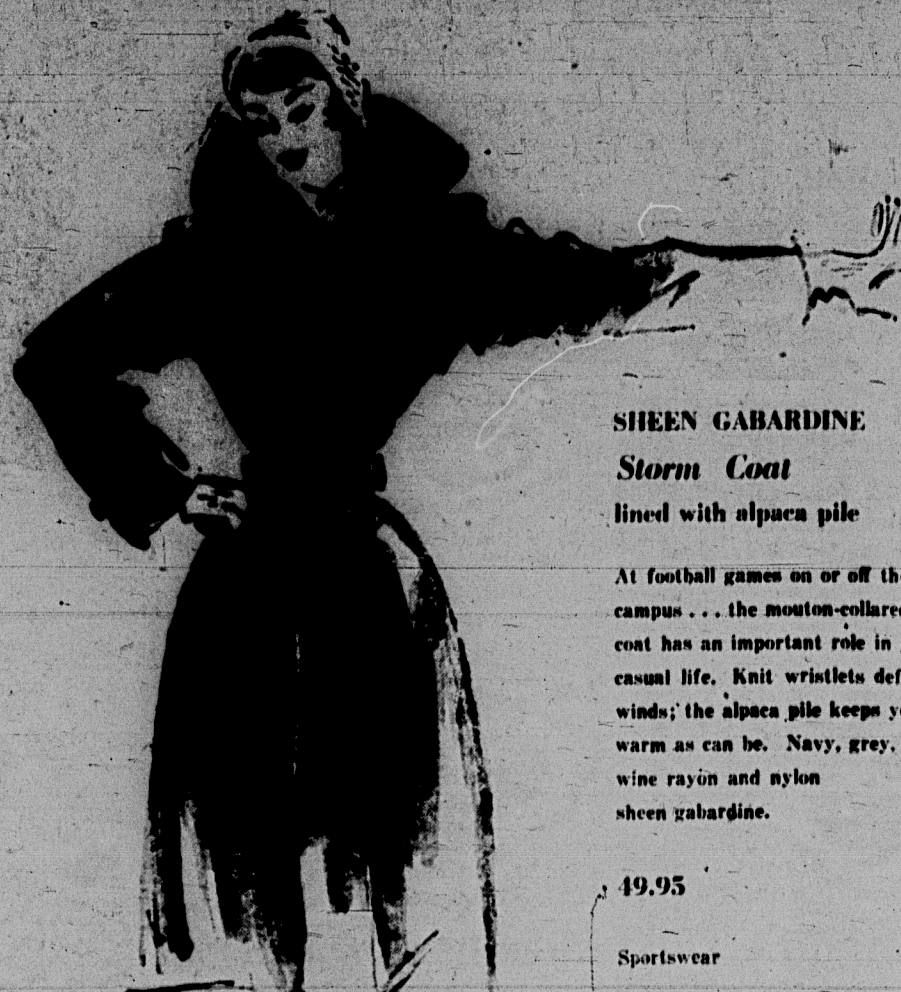 SHEEN GABARDINE
Storm Coat
lined with alpaca pile
At football games on or off
campus . . . the
coat has an important role in
casual life. Knit wristlets
winds; the alpaca pile keeps
warm as can be. Navy, grey,
wine rayon and nylon
sheen gabardine.
49.95
Sportswear